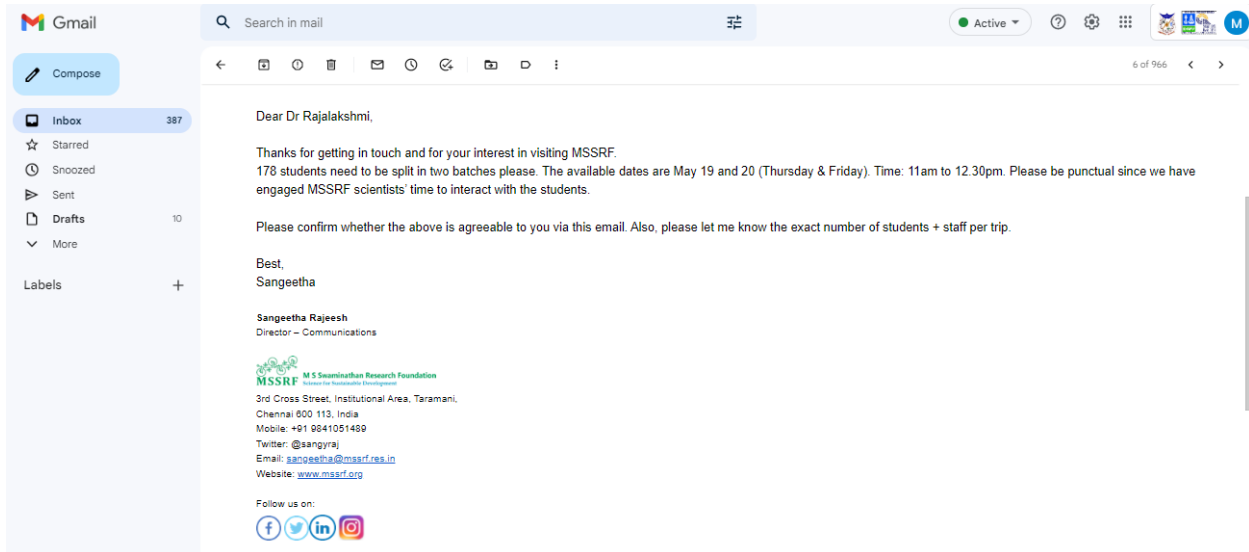 Gmail
Search in mail
Active
M
Compose
6 of 966
Inbox 387
Starred
Snoozed
Sent
Drafts 10
More
Labels
Dear Dr Rajalakshmi,
Thanks for getting in touch and for your interest in visiting MSSRF.
178 students need to be split in two batches please. The available dates are May 19 and 20 (Thursday & Friday). Time: 11am to 12.30pm. Please be punctual since we have
engaged MSSRF scientists' time to interact with the students.
Please confirm whether the above is agreeable to you via this email. Also, please let me know the exact number of students + staff per trip.
Best,
Sangeetha
Sangeetha Rajeesh
Director – Communications
MSSRF M S Swaminathan Research Foundation
Science for Sustainable Development
3rd Cross Street, Institutional Area, Taramani,
Chennai 600 113, India
Mobile: +91 9841051489
Twitter: @sangyraj
Email: sangeetha@mssrf.res.in
Website: www.mssrf.org
Follow us on: